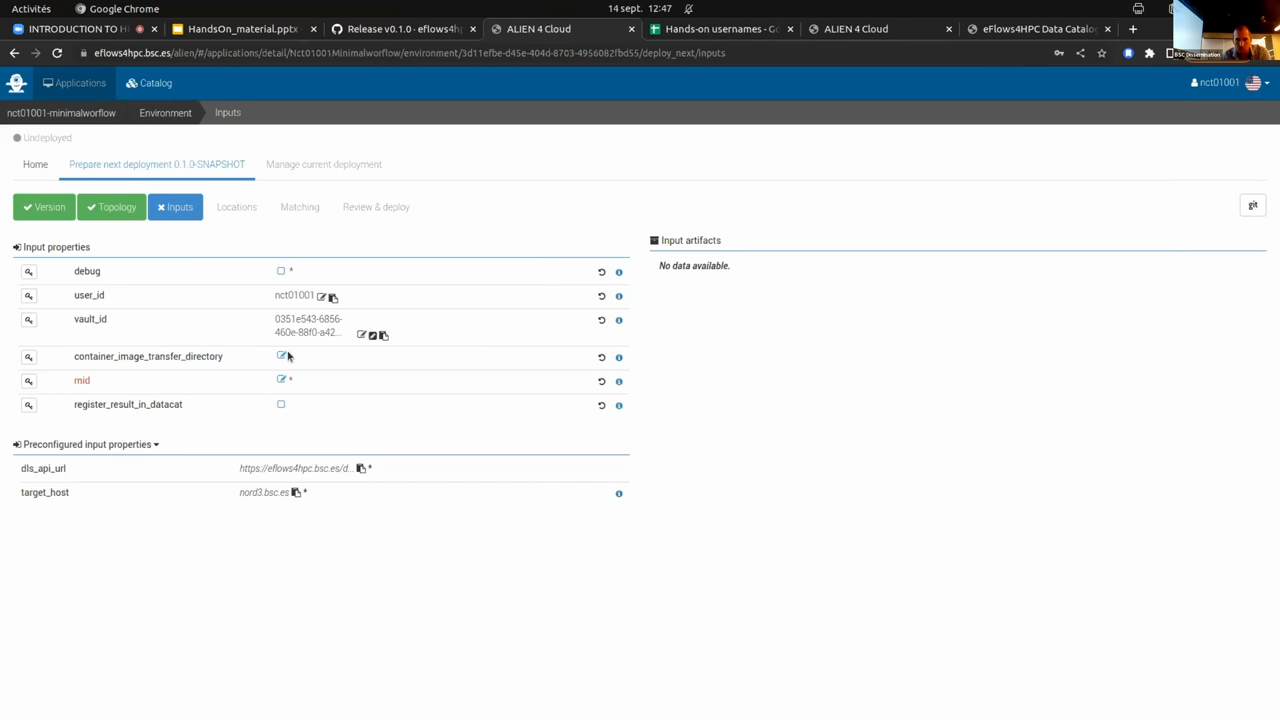 Activités
Google Chrome
14 sept. 12:47
INTRODUCTION TO H
HandsOn_material.pptx
Release v0.1.0 · eflows4h
ALIEN 4 Cloud
Hands-on usernames - Go
ALIEN 4 Cloud
eFlows4HPC Data Catalo
eflows4hpc.bsc.es/alien/#/applications/detail/Nct01001Minimalworflow/environment/3d11efbe-d45e-404d-8703-4956082fbd55/deploy_next/inputs
BSC Dissemination
Applications
Catalog
nct01001
nct01001-minimalworflow
Environment
Inputs
Undeployed
Home
Prepare next deployment 0.1.0-SNAPSHOT
Manage current deployment
Version
Topology
Inputs
Locations
Matching
Review & deploy
git
Input properties
Input artifacts
No data available.
debug *
user_id nct01001
vault_id 0351e543-6856-
460e-88f0-a42...
container_image_transfer_directory
mid *
register_result_in_datacat
Preconfigured input properties
dls_api_url https://eflows4hpc.bsc.es/d... *
target_host nord3.bsc.es *